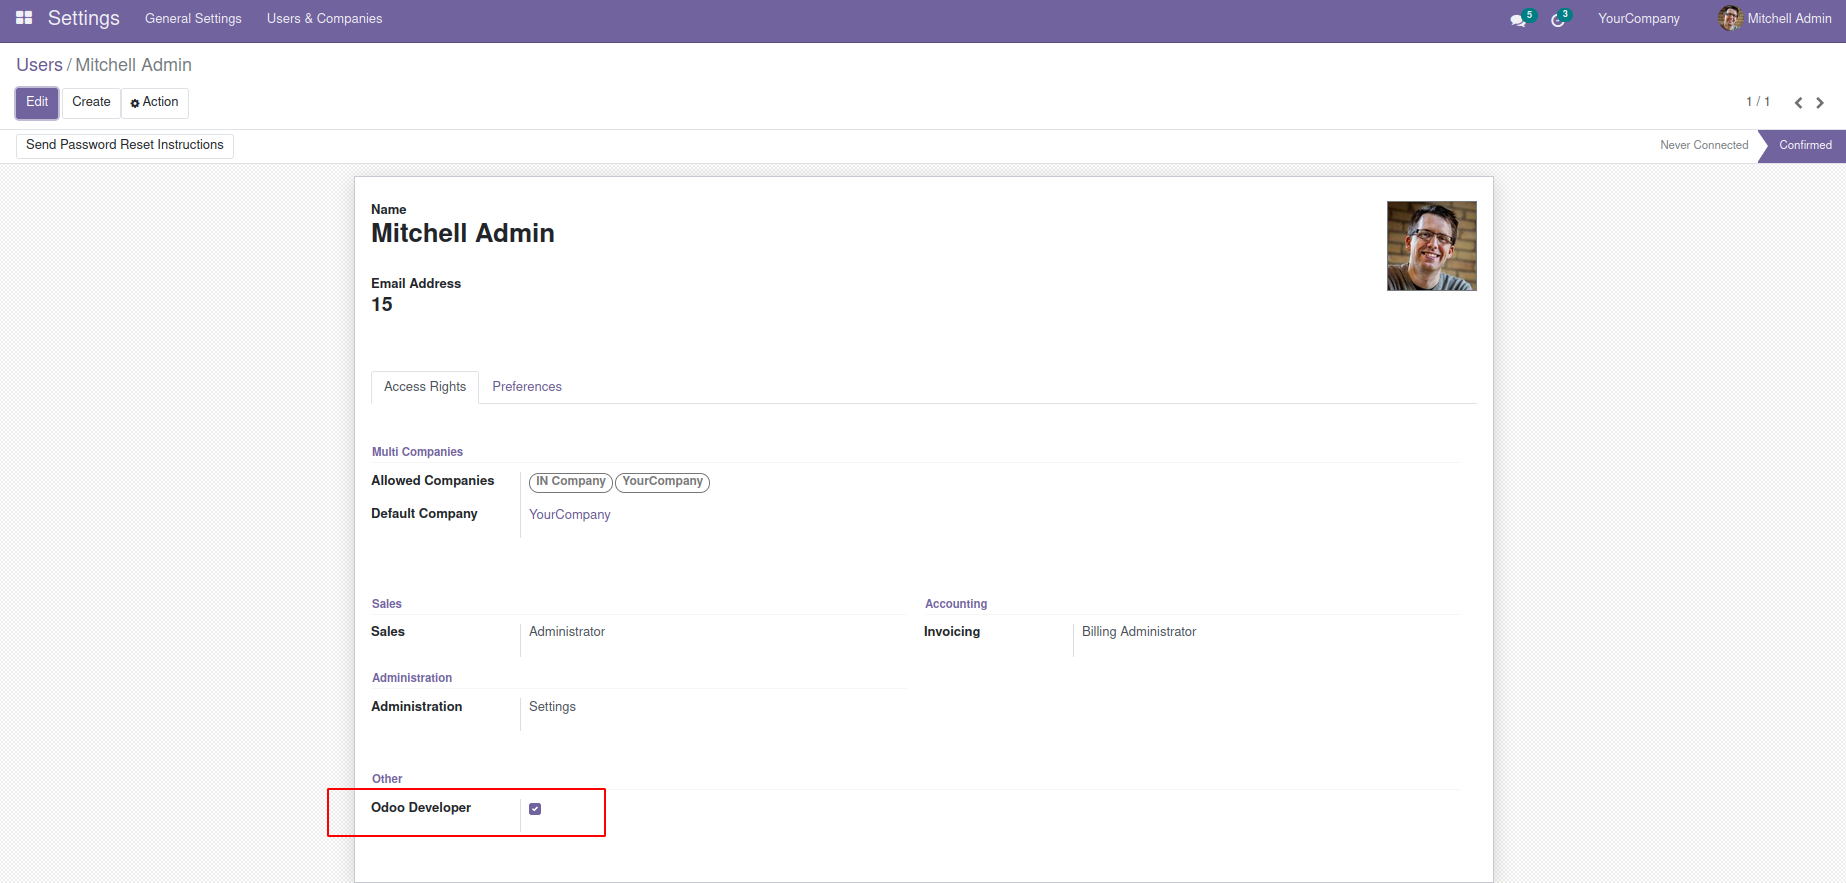 Settings General Settings Users & Companies 5 3 YourCompany Mitchell Admin
Users / Mitchell Admin
Edit Create Action 1 / 1
Send Password Reset Instructions Never Connected Confirmed
Name
Mitchell Admin
Email Address
15
Access Rights Preferences
Multi Companies
Allowed Companies IN Company YourCompany
Default Company YourCompany
Sales Accounting
Sales Administrator Invoicing Billing Administrator
Administration
Administration Settings
Other
Odoo Developer